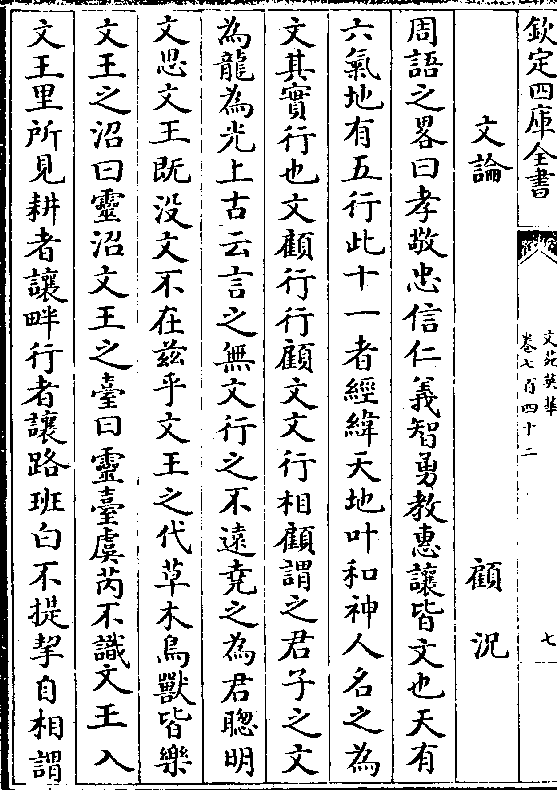 欽定四庫全書
文苑英華
卷七百四十二
七
文論
顧況
周語之畧曰孝敬忠信仁義智勇教惠讓皆文也天有
六氣地有五行此十一者經緯天地叶和神人名之為
文其實行也文顧行行顧文文行相顧謂之君子之文
為龍為光上古云言之無文行之不遠堯之為君聰明
文思文王既没文不在兹乎文王之代草木鳥獸皆樂
文王之沼曰靈沼文王之臺曰靈臺虞芮不識文王入
文王里所見耕者讓畔行者讓路班白不提挈自相謂